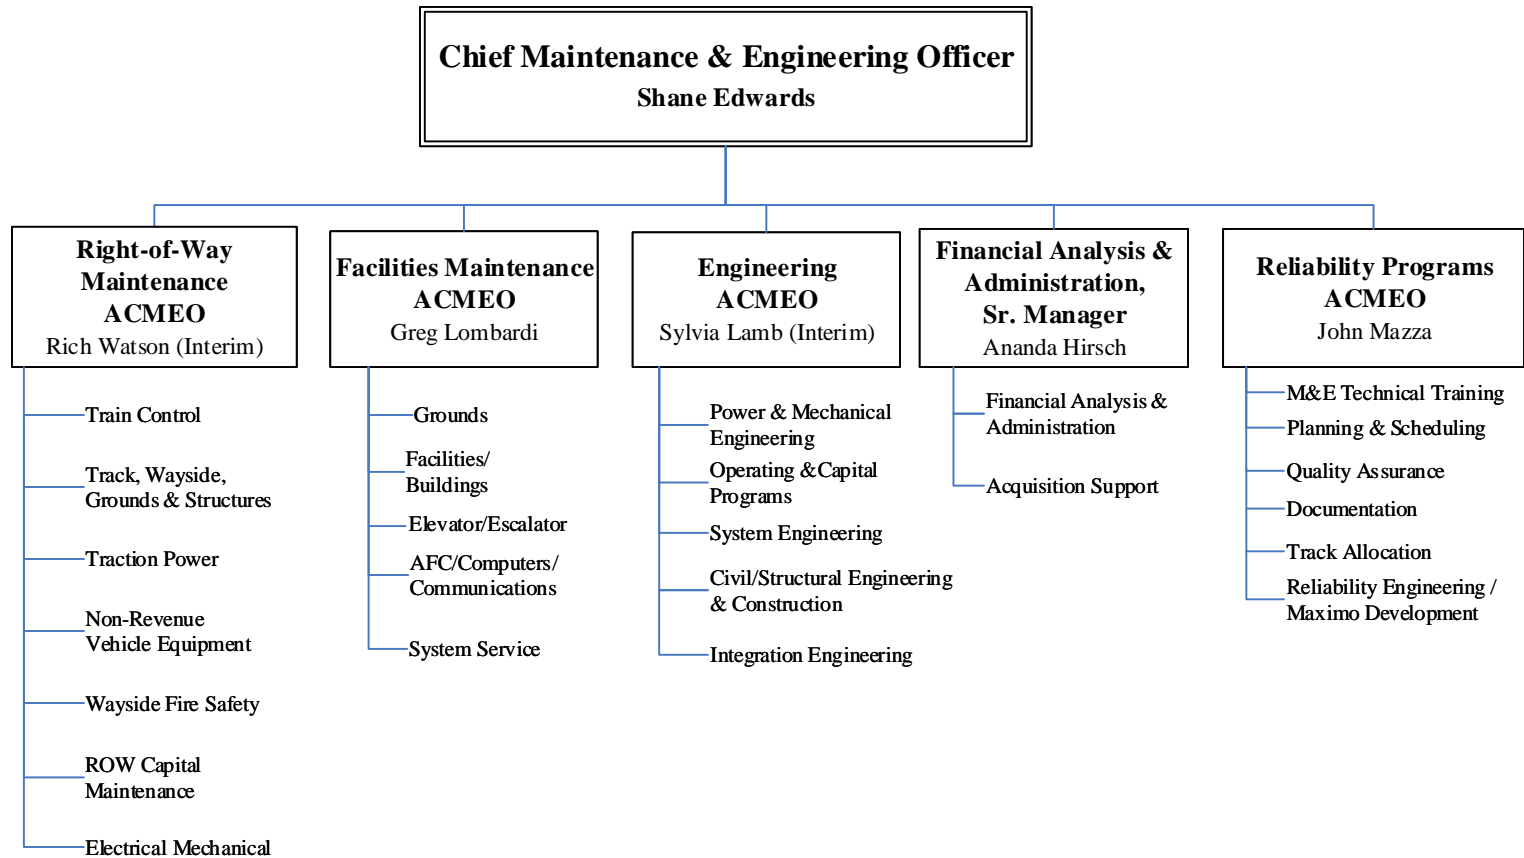 Chief Maintenance & Engineering Officer
Shane Edwards
Right-of-Way
Maintenance
ACMEO
Rich Watson (Interim)
Train Control
Track, Wayside,
Grounds & Structures
Traction Power
Non-Revenue
Vehicle Equipment
Wayside Fire Safety
ROW Capital
Maintenance
Electrical Mechanical
Facilities Maintenance
ACMEO
Greg Lombardi
Grounds
Facilities/
Buildings
Elevator/Escalator
AFC/Computers/
Communications
System Service
Engineering
ACMEO
Sylvia Lamb (Interim)
Power & Mechanical
Engineering
Operating &Capital
Programs
System Engineering
Civil/Structural Engineering
& Construction
Integration Engineering
Financial Analysis &
Administration,
Sr. Manager
Ananda Hirsch
Financial Analysis &
Administration
Acquisition Support
Reliability Programs
ACMEO
John Mazza
M&E Technical Training
Planning & Scheduling
Quality Assurance
Documentation
Track Allocation
Reliability Engineering /
Maximo Development